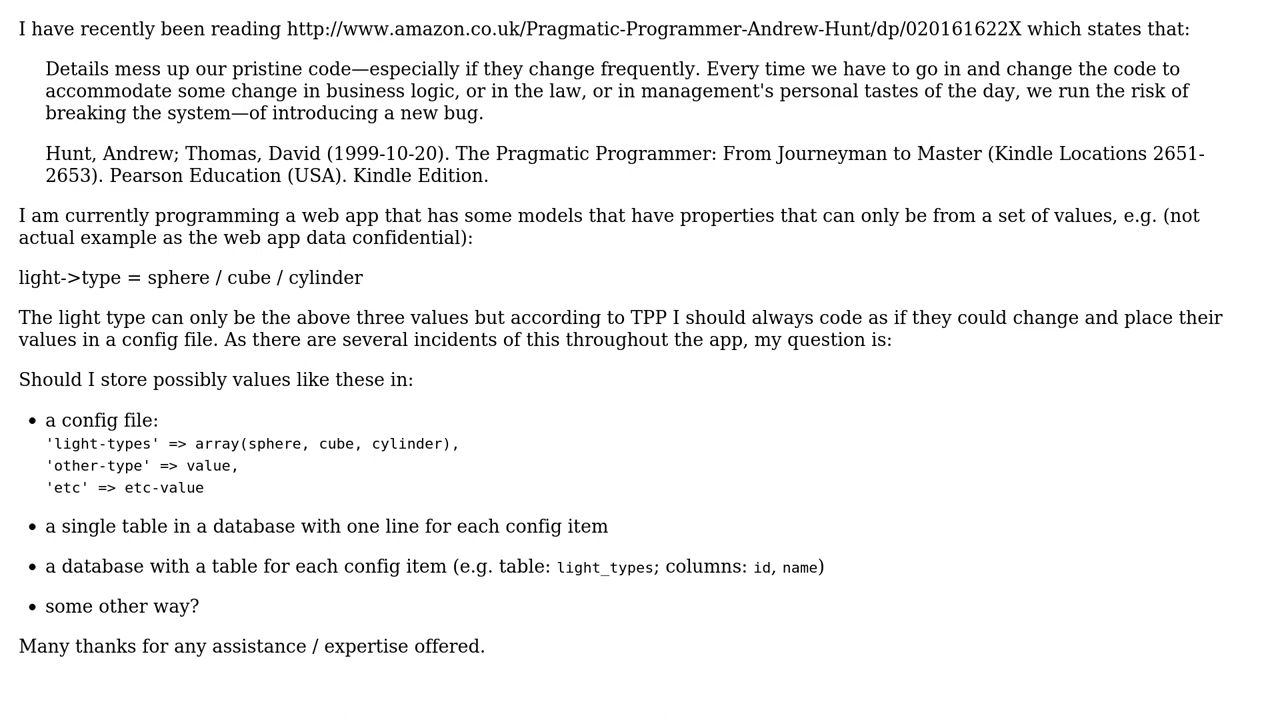 I have recently been reading http://www.amazon.co.uk/Pragmatic-Programmer-Andrew-Hunt/dp/020161622X which states that:
Details mess up our pristine code—especially if they change frequently. Every time we have to go in and change the code to
accommodate some change in business logic, or in the law, or in management's personal tastes of the day, we run the risk of
breaking the system—of introducing a new bug.
Hunt, Andrew; Thomas, David (1999-10-20). The Pragmatic Programmer: From Journeyman to Master (Kindle Locations 2651-
2653). Pearson Education (USA). Kindle Edition.
I am currently programming a web app that has some models that have properties that can only be from a set of values, e.g. (not
actual example as the web app data confidential):
light->type = sphere / cube / cylinder
The light type can only be the above three values but according to TPP I should always code as if they could change and place their
values in a config file. As there are several incidents of this throughout the app, my question is:
Should I store possibly values like these in:
• a config file:
'light-types' => array(sphere, cube, cylinder),
'other-type' => value,
'etc' => etc-value
• a single table in a database with one line for each config item
• a database with a table for each config item (e.g. table: light_types; columns: id, name)
• some other way?
Many thanks for any assistance / expertise offered.